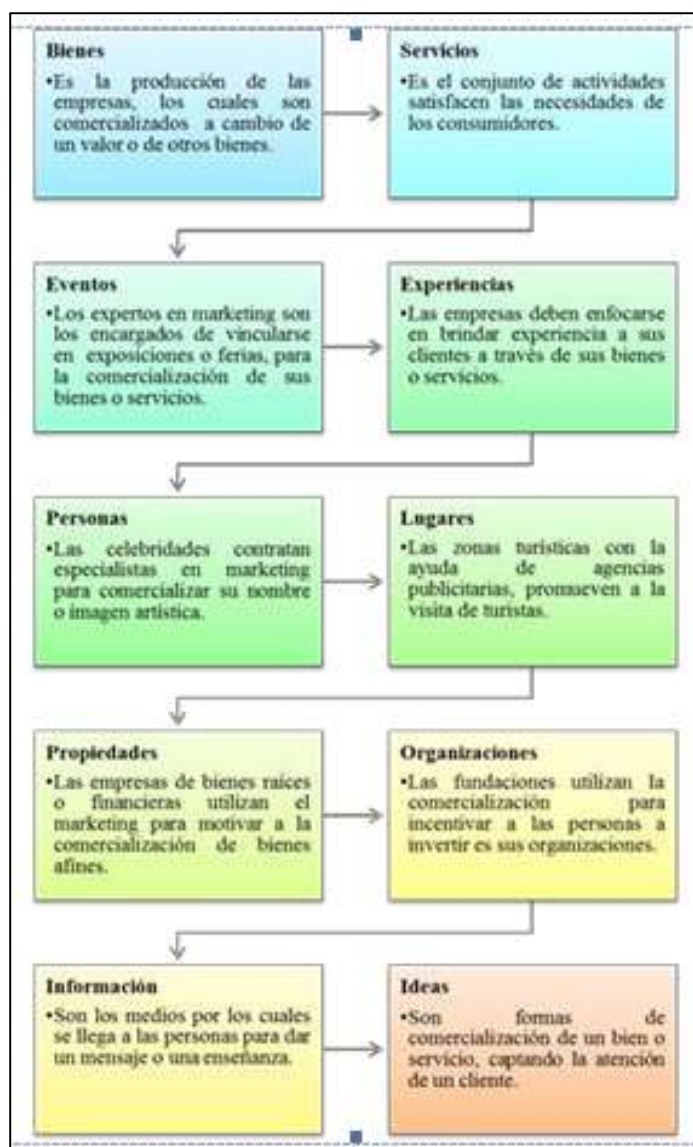 Bienes
•Es la producción de las
empresas, los cuales son
comercializados a cambio de
un valor o de otros bienes.
Servicios
•Es el conjunto de actividades
satisfacen las necesidades de
los consumidores.
Eventos
•Los expertos en marketing son
los encargados de vincularse
en exposiciones o ferias, para
la comercialización de sus
bienes o servicios.
Experiencias
•Las empresas deben enfocarse
en brindar experiencia a sus
clientes a través de sus bienes
o servicios.
Personas
•Las celebridades contratan
especialistas en marketing
para comercializar su nombre
o imagen artística.
Lugares
•Las zonas turísticas con la
ayuda de agencias
publicitarias, promueven a la
visita de turistas.
Propiedades
•Las empresas de bienes raíces
o financieras utilizan el
marketing para motivar a la
comercialización de bienes
afines.
Organizaciones
•Las fundaciones utilizan la
comercialización para
incentivar a las personas a
invertir es sus organizaciones.
Información
•Son los medios por los cuales
se llega a las personas para dar
un mensaje o una enseñanza.
Ideas
•Son formas de
comercialización de un bien o
servicio, captando la atención
de un cliente.